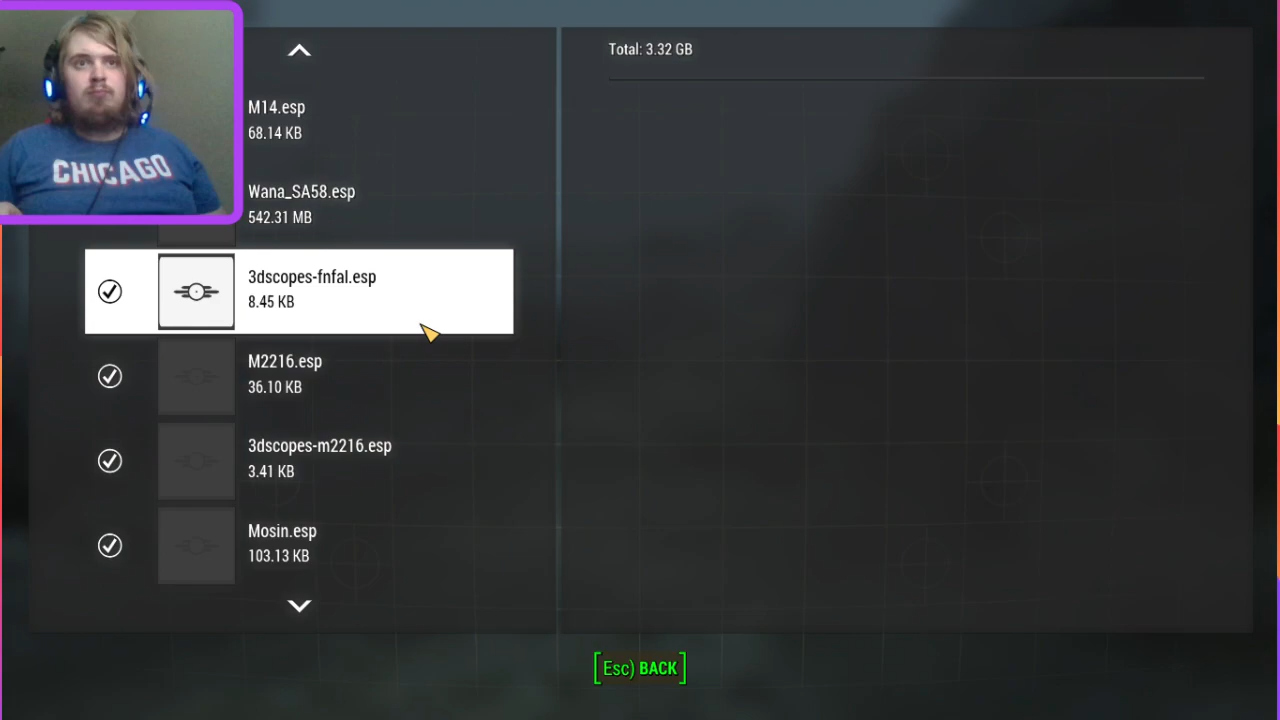 CHICAGO
Total: 3.32 GB
M14.esp
68.14 KB
Wana_SA58.esp
542.31 MB
3dscopes-fnfal.esp
8.45 KB
M2216.esp
36.10 KB
3dscopes-m2216.esp
3.41 KB
Mosin.esp
103.13 KB
[Esc) BACK]